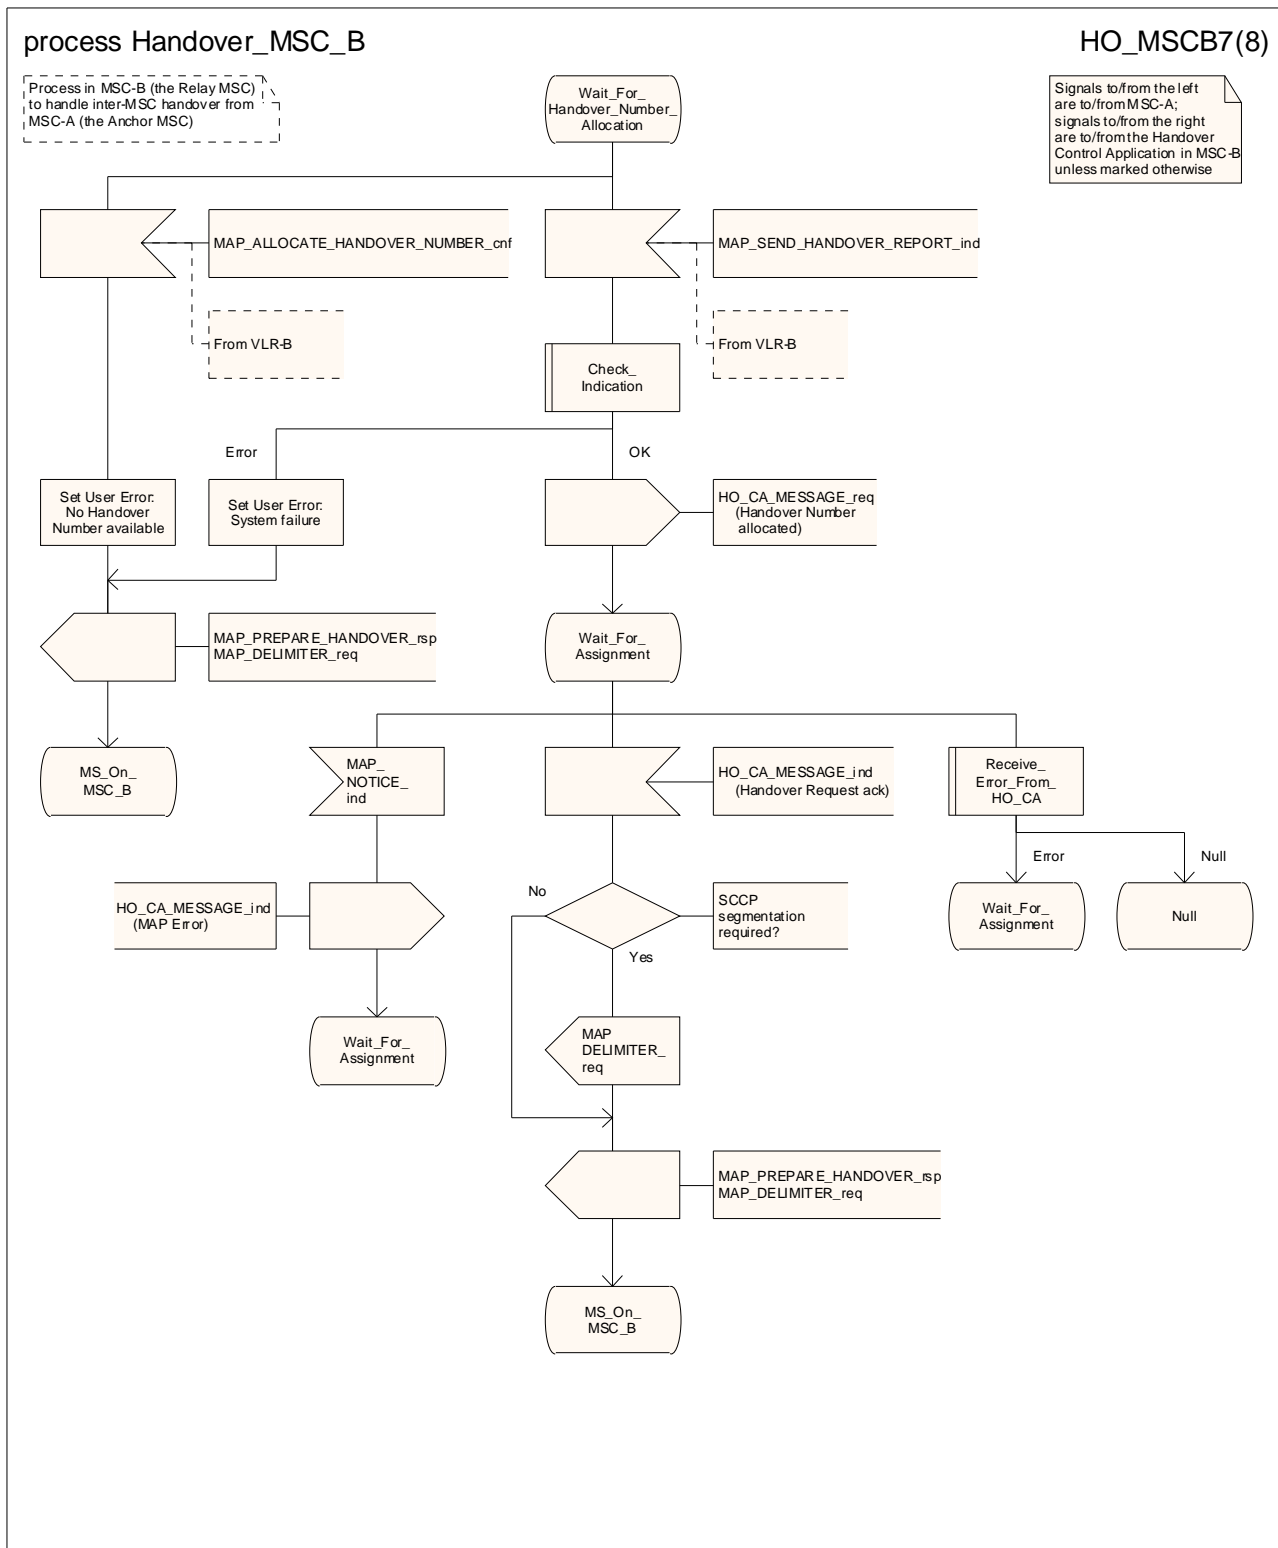 process Handover_MSC_B
HO_MSCB7(8)
Process in MSC-B (the Relay MSC)
to handle inter-MSC handover from
MSC-A (the Anchor MSC)
Wait_For_
Handover_Number_
Allocation
Signals to/from the left
are to/from MSC-A;
signals to/from the right
are to/from the Handover
Control Application in MSC-B
unless marked otherwise
MAP_ALLOCATE_HANDOVER_NUMBER_cnf
MAP_SEND_HANDOVER_REPORT_ind
From VLR-B
From VLR-B
Check_
Indication
Error
OK
Set User Error:
No Handover
Number available
Set User Error:
System failure
HO_CA_MESSAGE_req
(Handover Number
allocated)
MAP_PREPARE_HANDOVER_rsp
MAP_DELIMITER_req
Wait_For_
Assignment
MS_On_
MSC_B
MAP_
NOTICE_
ind
HO_CA_MESSAGE_ind
(Handover Request ack)
Receive_
Error_From_
HO_CA
Error
Null
HO_CA_MESSAGE_ind
(MAP Error)
No
SCCP
segmentation
required?
Yes
Wait_For_
Assignment
Null
Wait_For_
Assignment
MAP
DELIMITER_
req
MAP_PREPARE_HANDOVER_rsp
MAP_DELIMITER_req
MS_On_
MSC_B